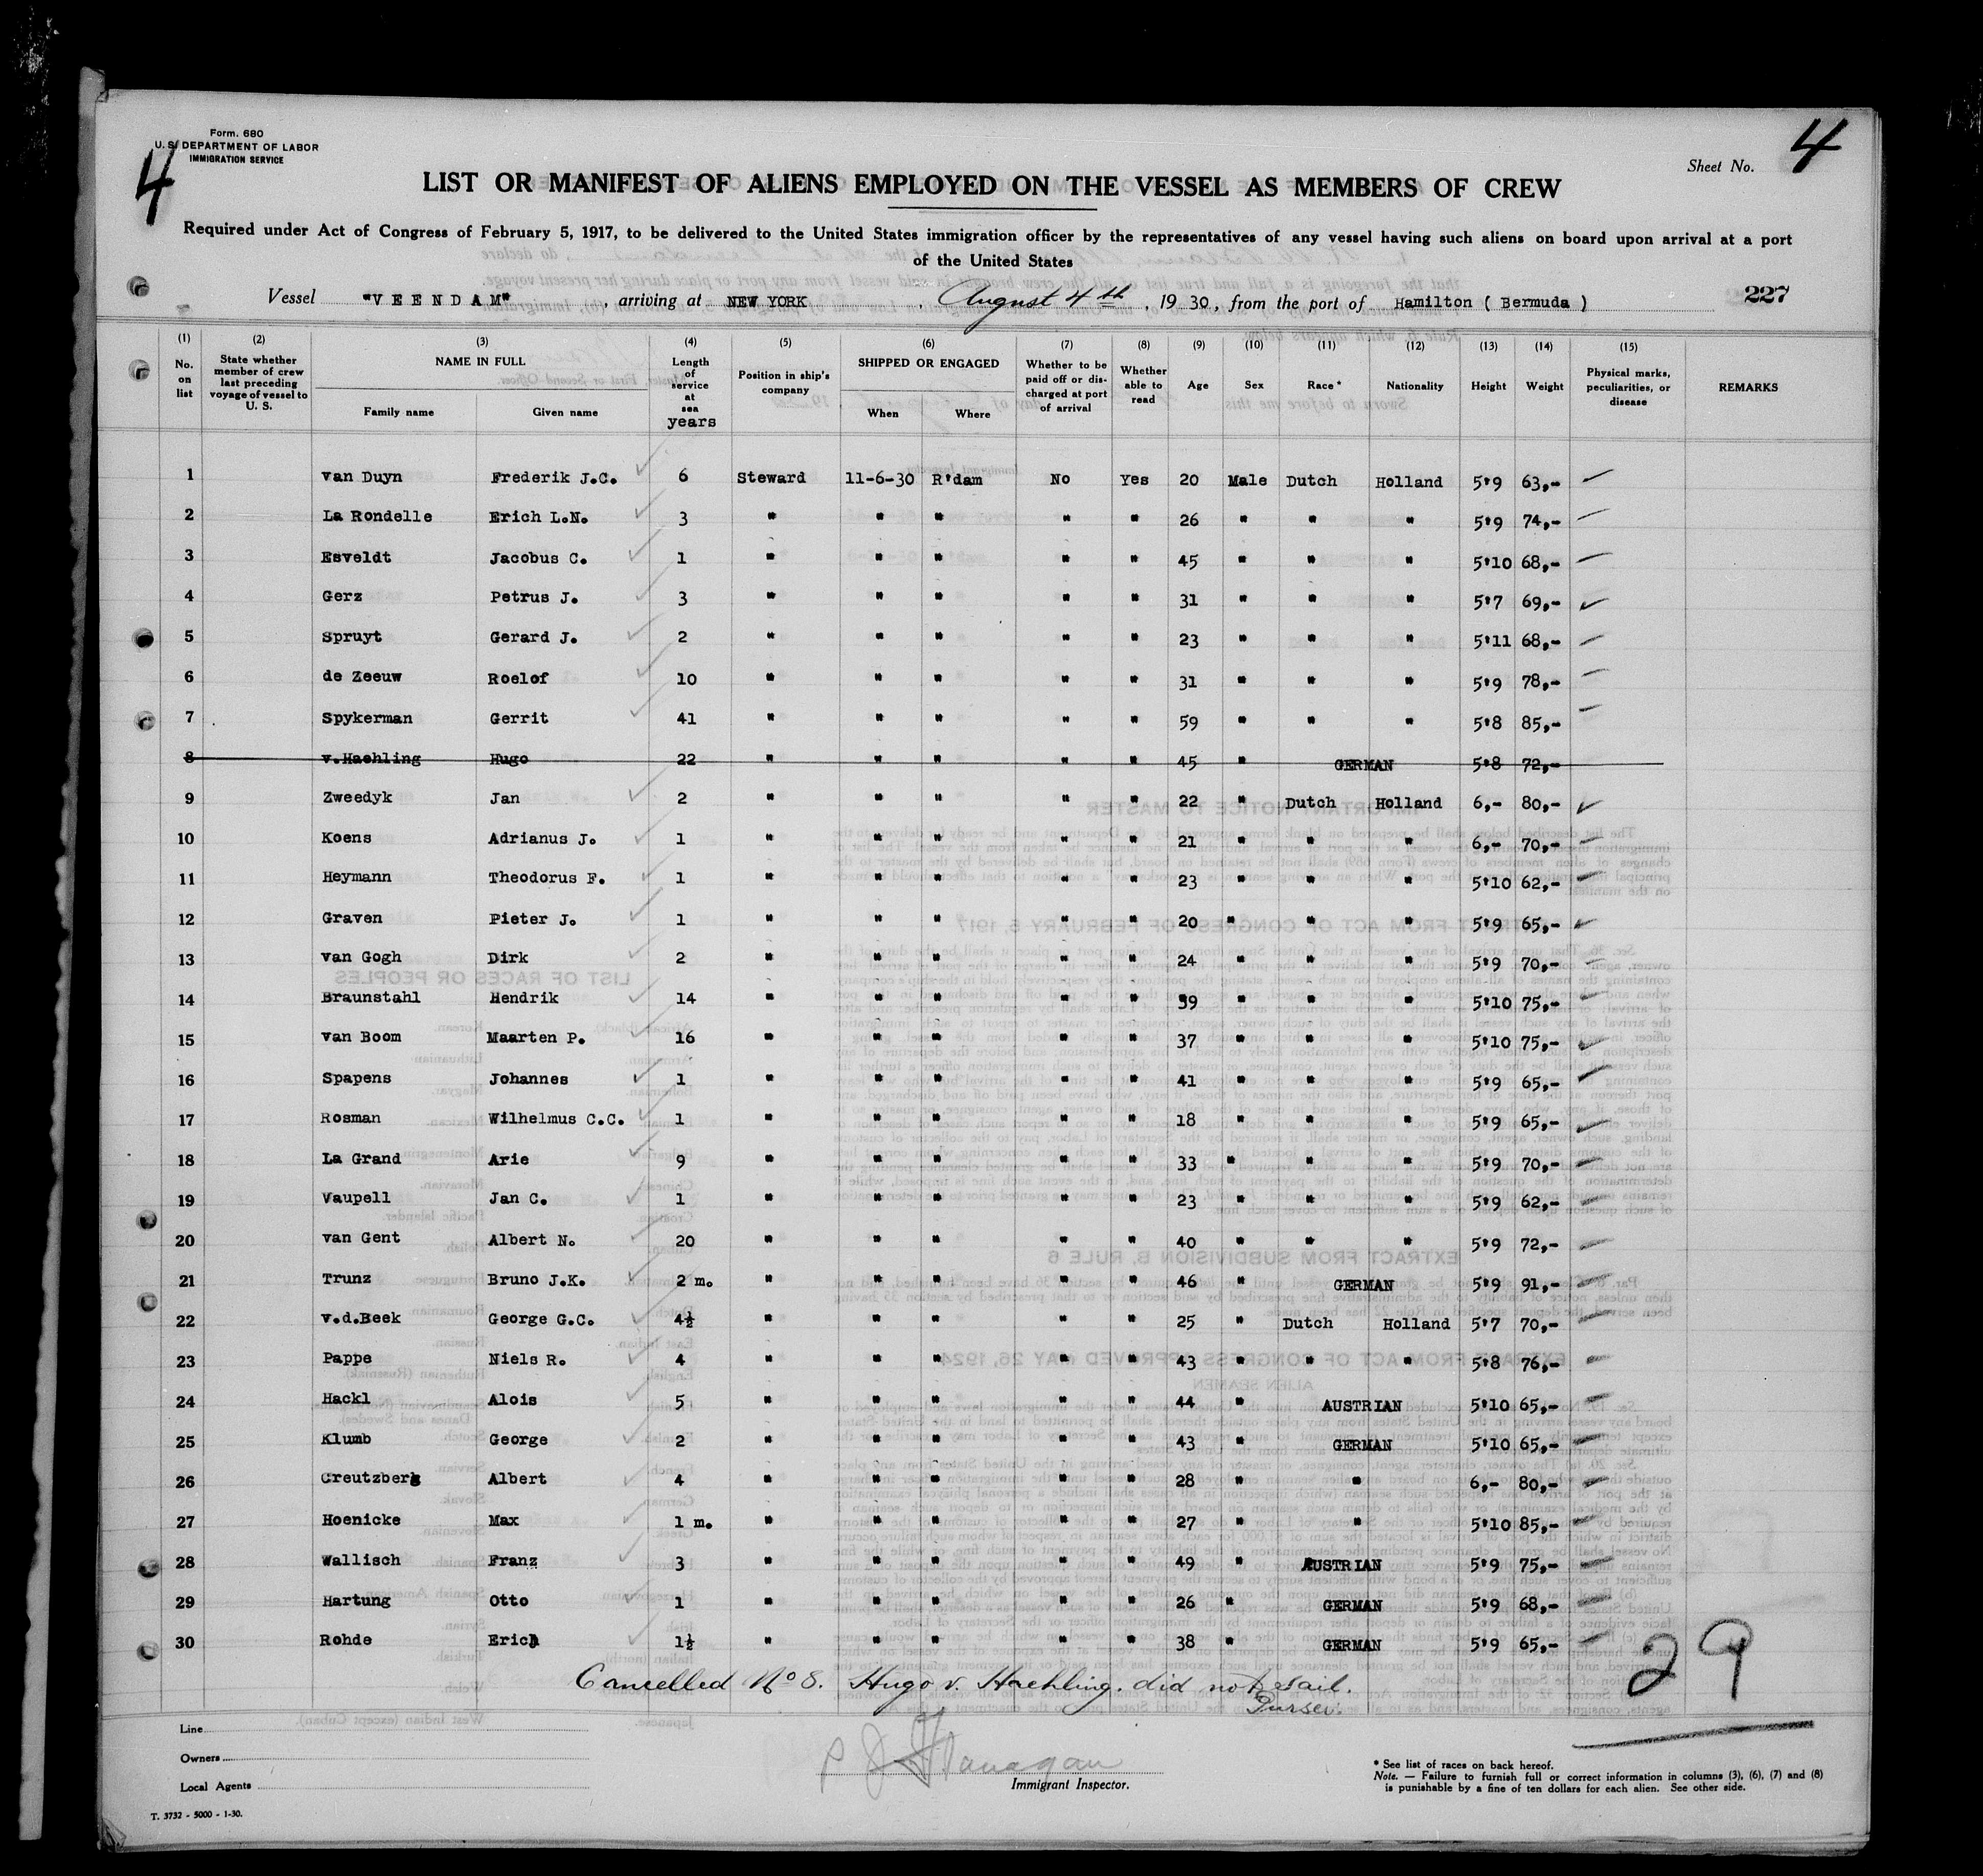 Form. 680
U. S. DEPARTMENT OF LABOR
IMMIGRATION SERVICE
4
Sheet No. 4
LIST OR MANIFEST OF ALIENS EMPLOYED ON THE VESSEL AS MEMBERS OF CREW
Required under Act of Congress of February 5, 1917, to be delivered to the United States immigration officer by the representatives of any vessel having such aliens on board upon arrival at a port
of the United States
Vessel "VEENDAM", arriving at NEW YORK, August 4th, 1930, from the port of Hamilton ( Bermuda ) 227
(1) (2) (3) (4) (5) (6) (7) (8) (9) (10) (11) (12) (13) (14) (15)
No. on list State whether member of crew last preceding voyage of vessel to U. S. NAME IN FULL Family name Given name Length of service at sea years Position in ship's company SHIPPED OR ENGAGED When Where Whether to be paid off or discharged at port of arrival Whether able to read Age Sex Race * Nationality Height Weight Physical marks, peculiarities, or disease REMARKS
1 van Duyn Frederik J.C. 6 Steward 11-6-30 R'dam No Yes 20 Male Dutch Holland 5'9 63,-
2 La Rondelle Erich L.N. 3 " " " " " 26 " " " 5'9 74,-
3 Esveldt Jacobus C. 1 " " " " " 45 " " " 5'10 68,-
4 Gerz Petrus J. 3 " " " " " 31 " " " 5'7 69,-
5 Spruyt Gerard J. 2 " " " " " 23 " " " 5'11 68,-
6 de Zeeuw Roelof 10 " " " " " 31 " " " 5'9 78,-
7 Spykerman Gerrit 41 " " " " " 59 " " " 5'8 85,-
8 v.Haehling Hugo 22 " " " " " 45 " GERMAN 5'8 72,-
9 Zweedyk Jan 2 " " " " " 22 " Dutch Holland 6,- 80,-
10 Koens Adrianus J. 1 " " " " " 21 " " " 6,- 70,-
11 Heymann Theodorus F. 1 " " " " " 23 " " " 5'10 62,-
12 Graven Pieter J. 1 " " " " " 20 " " " 5'9 65,-
13 van Gogh Dirk 2 " " " " " 24 " " " 5'9 70,-
14 Braunstahl Hendrik 14 " " " " " 39 " " " 5'10 75,-
15 van Boom Maarten P. 16 " " " " " 37 " " " 5'10 75,-
16 Spapens Johannes 1 " " " " " 41 " " " 5'9 65,-
17 Rosman Wilhelmus C.C. 1 " " " " " 18 " " " 5'9 65,-
18 La Grand Arie 9 " " " " " 33 " " " 5'9 70,-
19 Vaupell Jan C. 1 " " " " " 23 " " " 5'9 62,-
20 van Gent Albert N. 20 " " " " " 40 " " " 5'9 72,-
21 Trunz Bruno J.K. 2 m. " " " " " 46 " GERMAN 5'9 91,-
22 v.d.Beek George G.C. 4½ " " " " " 25 " Dutch Holland 5'7 70,-
23 Pappe Niels R. 4 " " " " " 43 " " " 5'8 76,-
24 Hackl Alois 5 " " " " " 44 " AUSTRIAN 5'10 65,-
25 Klumb George 2 " " " " " 43 " GERMAN 5'10 65,-
26 Creutzberg Albert 4 " " " " " 28 " " 6,- 80,-
27 Hoenicke Max 1 m. " " " " " 27 " " 5'10 85,-
28 Wallisch Franz 3 " " " " " 49 " AUSTRIAN 5'9 75,-
29 Hartung Otto 1 " " " " " 26 " GERMAN 5'9 68,-
30 Rohde Erich 1½ " " " " " 38 " GERMAN 5'9 65,-
Cancelled No 8. Hugo v. Haehling. did not sail.
Purser.
29
Line
Owners
Local Agents
P J Flanagan
Immigrant Inspector.
* See list of races on back hereof.
Note. — Failure to furnish full or correct information in columns (3), (6), (7) and (8)
is punishable by a fine of ten dollars for each alien. See other side.
T. 3732 - 5000 - 1-30.